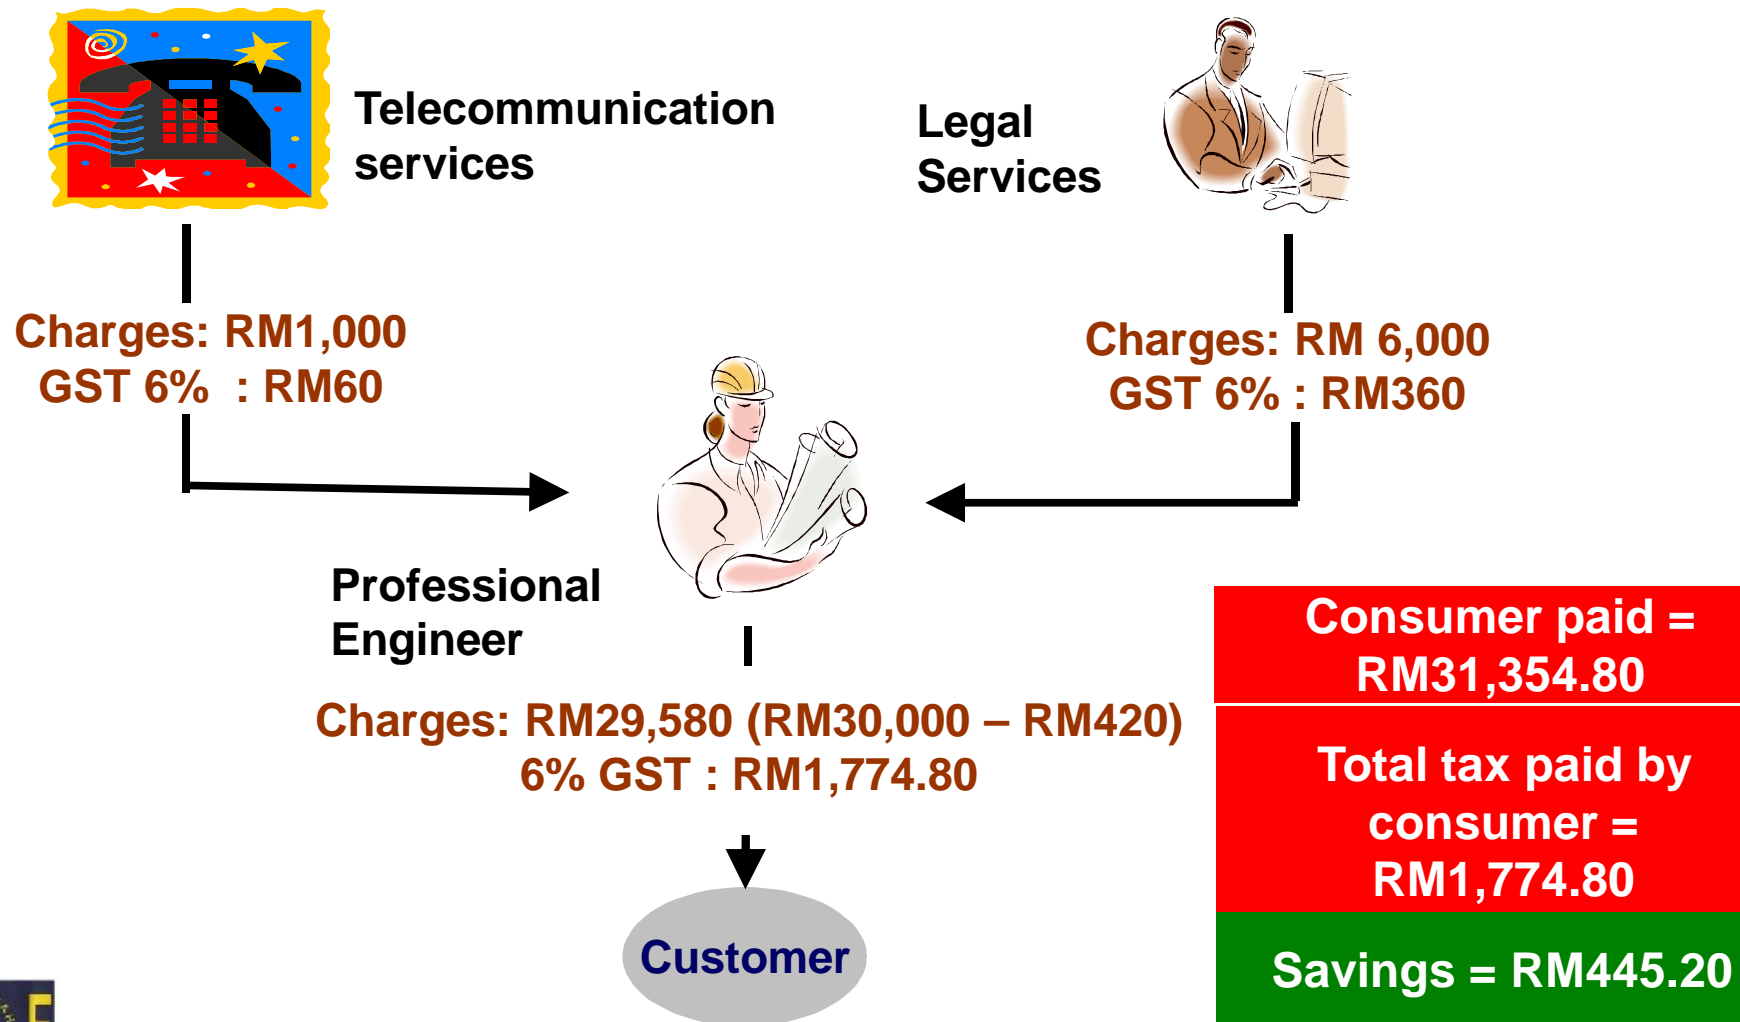 Telecommunication
services
Legal
Services
Charges: RM1,000
GST 6%  : RM60
Charges: RM 6,000
GST 6% : RM360
Professional
Engineer
Charges: RM29,580 (RM30,000 – RM420)
6% GST : RM1,774.80
Customer
Consumer paid =
RM31,354.80
Total tax paid by
consumer =
RM1,774.80
Savings = RM445.20